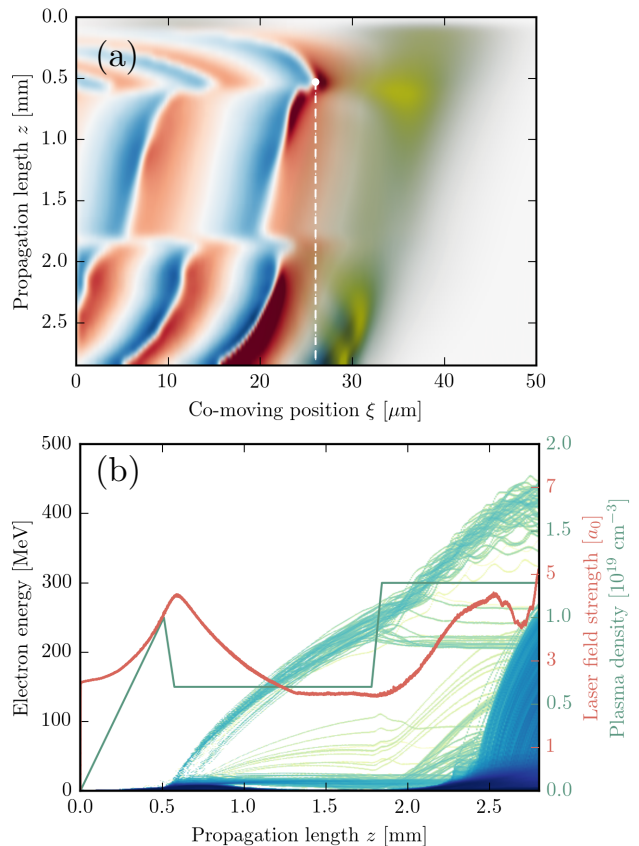 (a)
0.0
0.5
1.0
1.5
2.0
2.5
Propagation length z [mm]
0 10 20 30 40 50
Co-moving position ξ [μm]
(b)
500
400
300
200
100
0
Electron energy [MeV]
7
5
3
1
Laser field strength [a₀]
2.0
1.5
1.0
0.5
0.0
Plasma density [10¹⁹ cm⁻³]
0.0 0.5 1.0 1.5 2.0 2.5
Propagation length z [mm]